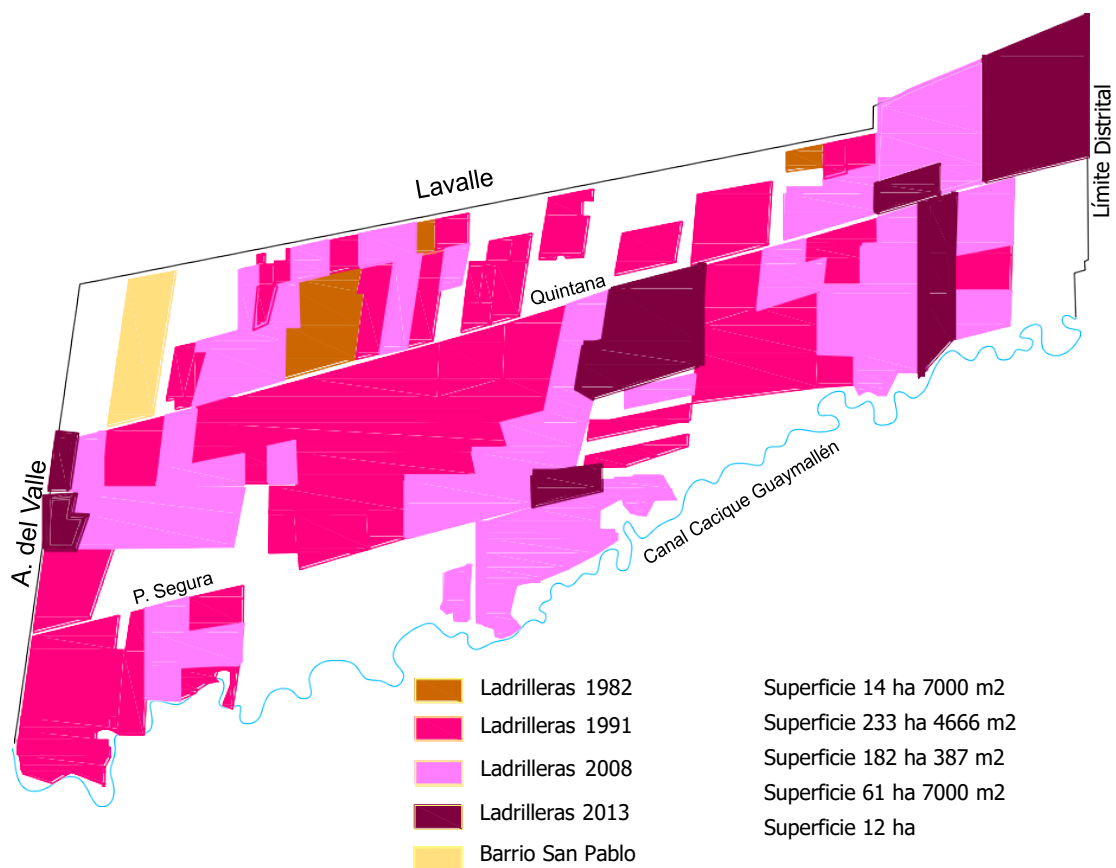 Lavalle
Límite Distrital
Quintana
A. del Valle
Canal Cacique Guaymallén
P. Segura
Ladrilleras 1982 Superficie 14 ha 7000 m2
Ladrilleras 1991 Superficie 233 ha 4666 m2
Ladrilleras 2008 Superficie 182 ha 387 m2
Ladrilleras 2013 Superficie 61 ha 7000 m2
Barrio San Pablo Superficie 12 ha